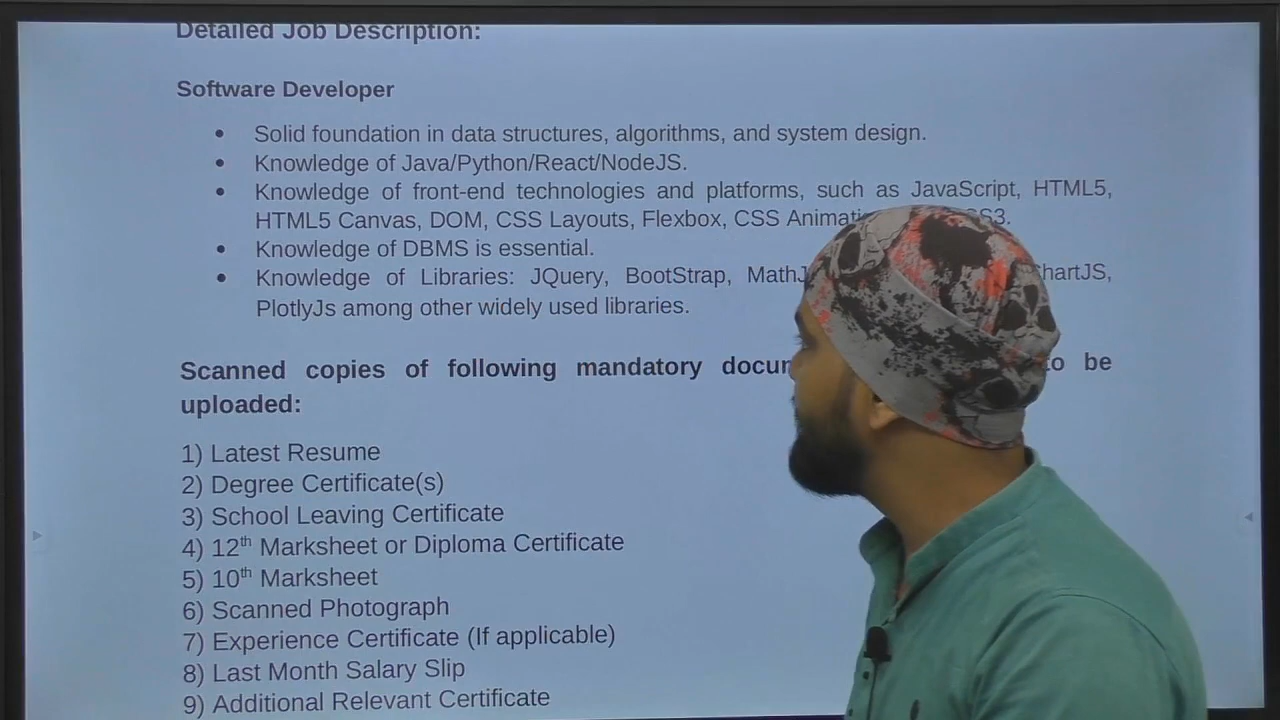 Detailed Job Description:
Software Developer
• Solid foundation in data structures, algorithms, and system design.
• Knowledge of Java/Python/React/NodeJS.
• Knowledge of front-end technologies and platforms, such as JavaScript, HTML5,
HTML5 Canvas, DOM, CSS Layouts, Flexbox, CSS
• Knowledge of DBMS is essential.
• Knowledge of Libraries: JQuery, BootStrap,
PlotlyJs among other widely used libraries.
Scanned copies of following mandatory be
uploaded:
1) Latest Resume
2) Degree Certificate(s)
3) School Leaving Certificate
4) 12th Marksheet or Diploma Certificate
5) 10th Marksheet
6) Scanned Photograph
7) Experience Certificate (If applicable)
8) Last Month Salary Slip
9) Additional Relevant Certificate